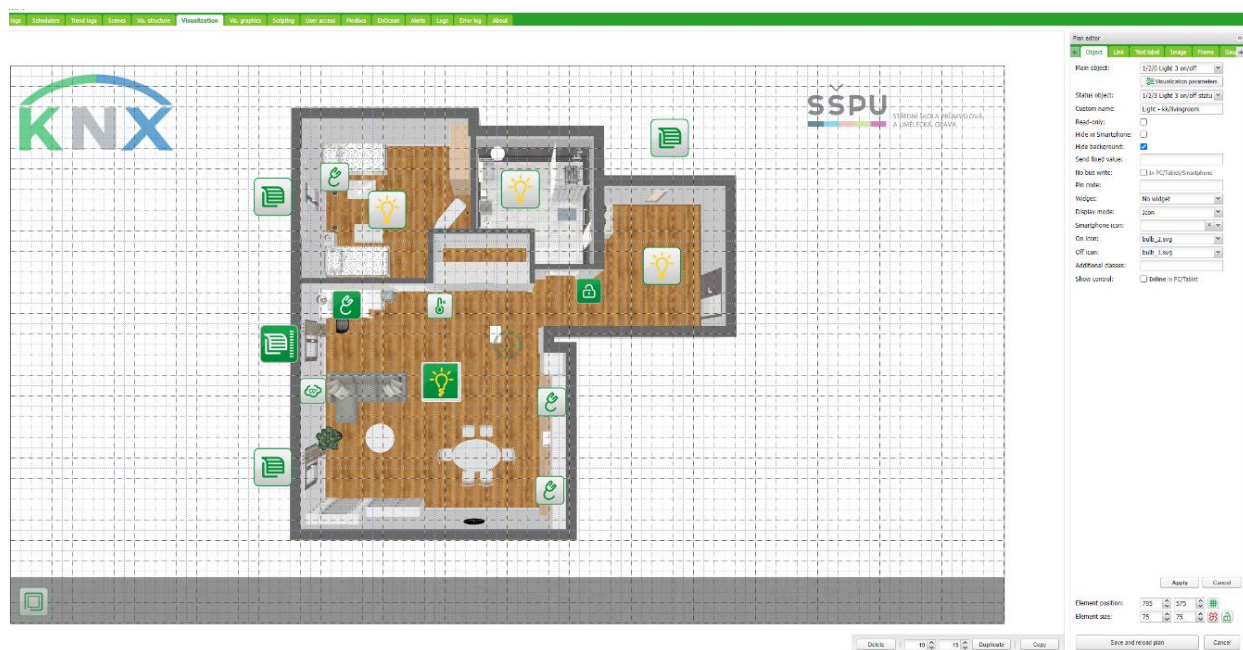 logs Schedulers Trend logs Scenes Vis. structure Visualization Vis. graphics Scripting User access Modbus EnOcean Alerts Logs Error log About
Plan editor
Object Link Text label Image Frame
Main object: 1/2/0 Light 3 on/off
Visualization parameters
Status object: 1/2/3 Light 3 on/off statu
Custom name: Light - kk/livingroom
Read-only:
Hide in Smartphone:
Hide background:
Send fixed value:
No bus write: In PC/Tablet/Smartphone
Pin code:
Widget: No widget
Display mode: Icon
Smartphone icon:
On icon: bulb_2.svg
Off icon: bulb_1.svg
Additional classes:
Show control: Inline in PC/Tablet
KNX
SŠPU
STŘEDNÍ ŠKOLA PRŮMYSLOVÁ
A UMĚLECKÁ, OPAVA
Apply Cancel
Element position: 705 575
Element size: 75 75
Delete 10 10 Duplicate Copy
Save and reload plan Cancel